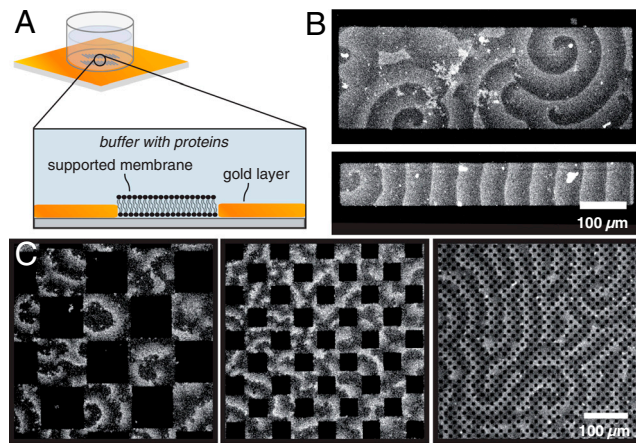 A
buffer with proteins
supported membrane
gold layer
B
100 µm
C
100 µm